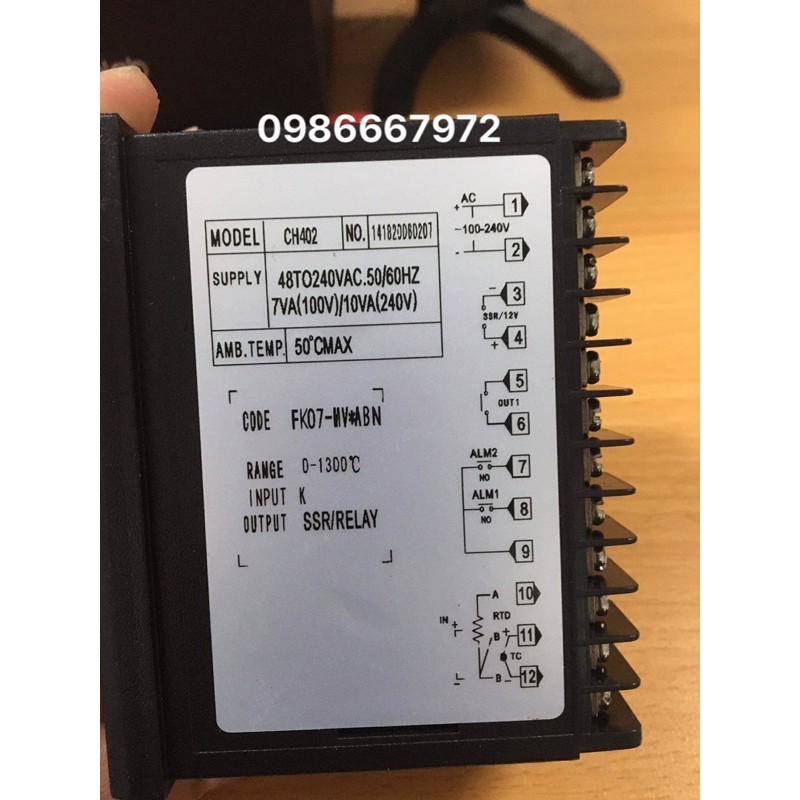 0986667972
MODEL CH402 NO. 141820060207
SUPPLY 48TO240VAC.50/60HZ
7VA(100V)/10VA(240V)
AMB.TEMP. 50°CMAX
CODE FK07-MV*ABN
RANGE 0-1300℃
INPUT K
OUTPUT SSR/RELAY
+ AC 1
~100-240V
- 2
- 3
SSR/12V
+ 4
5
OUT1
6
ALM2 7
NO
ALM1 8
NO
9
A 10
IN + RTD
B + 11
TC
- B - 12